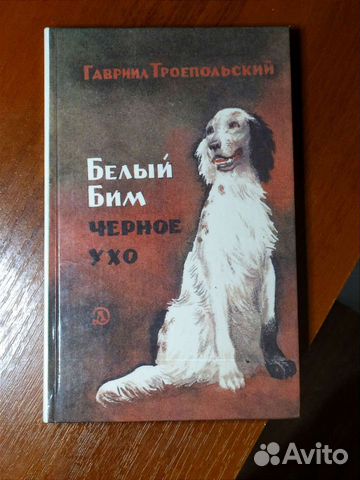 Гавриил Троепольский
Белый
Бим
черное
ухо
Avito